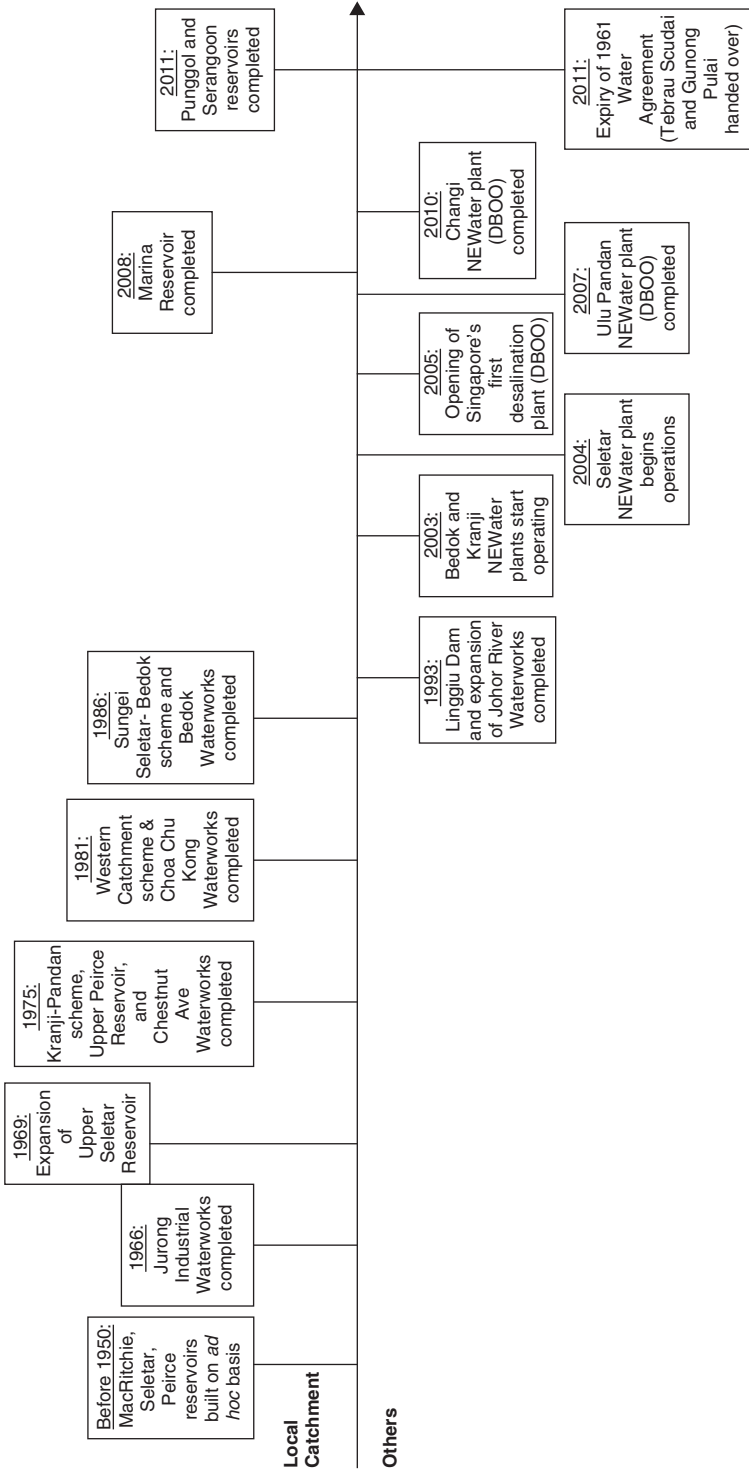 Before 1950:
MacRitchie,
Seletar,
Peirce
reservoirs
built on ad
hoc basis
1966:
Jurong
Industrial
Waterworks
completed
1969:
Expansion
of
Upper
Seletar
Reservoir
1975:
Kranji-Pandan
scheme,
Upper Peirce
Reservoir,
and
Chestnut
Ave
Waterworks
completed
1981:
Western
Catchment
scheme &
Choa Chu
Kong
Waterworks
completed
1986:
Sungei
Seletar- Bedok
scheme and
Bedok
Waterworks
completed
2008:
Marina
Reservoir
completed
2011:
Punggol and
Serangoon
reservoirs
completed
Local
Catchment
Others
1993:
Linggiu Dam
and expansion
of Johor River
Waterworks
completed
2003:
Bedok and
Kranji
NEWater
plants start
operating
2004:
Seletar
NEWater plant
begins
operations
2005:
Opening of
Singapore's
first
desalination
plant (DBOO)
2007:
Ulu Pandan
NEWater plant
(DBOO)
completed
2010:
Changi
NEWater plant
(DBOO)
completed
2011:
Expiry of 1961
Water
Agreement
(Tebrau Scudai
and Gunong
Pulai
handed over)